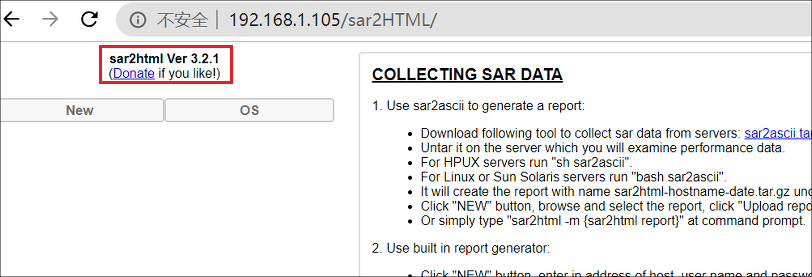 不安全 192.168.1.105/sar2HTML/
sar2html Ver 3.2.1
(Donate if you like!)
New OS
COLLECTING SAR DATA
1. Use sar2ascii to generate a report:
Download following tool to collect sar data from servers: sar2ascii.tar
Untar it on the server which you will examine performance data.
For HPUX servers run "sh sar2ascii".
For Linux or Sun Solaris servers run "bash sar2ascii".
It will create the report with name sar2html-hostname-date.tar.gz und
Click "NEW" button, browse and select the report, click "Upload repo
Or simply type "sar2html -m {sar2html report}" at command prompt.
2. Use built in report generator:
Click "NEW" button, enter in address of host, user name and passw